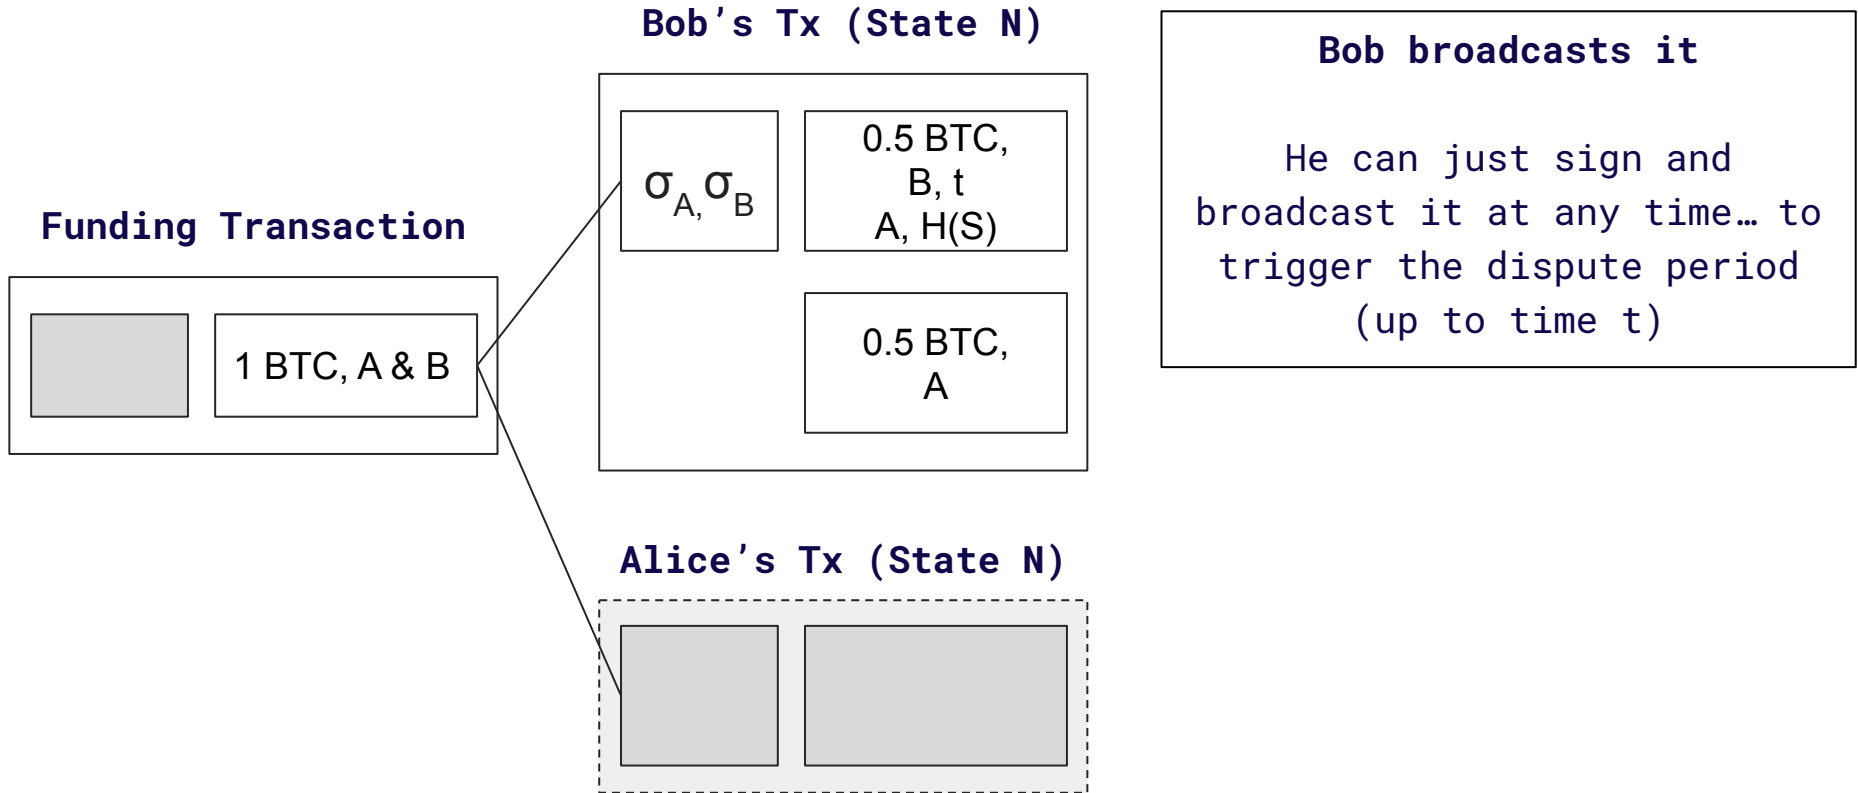 Bob’s Tx (State N)
σA, σB
0.5 BTC,
B, t
A, H(S)
0.5 BTC,
A
Funding Transaction
1 BTC, A & B
Alice’s Tx (State N)
Bob broadcasts it
He can just sign and
broadcast it at any time… to
trigger the dispute period
(up to time t)